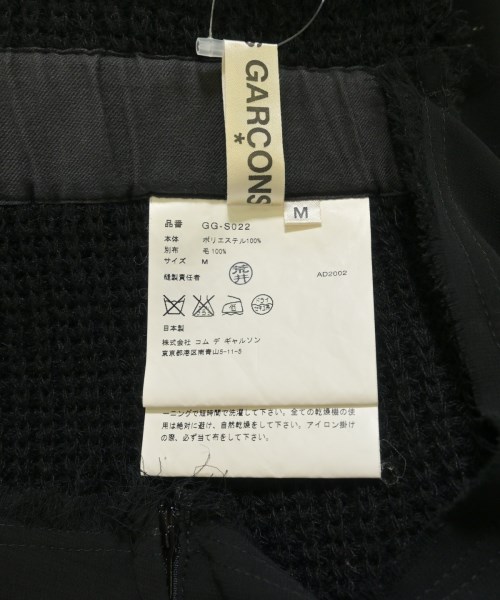 S GARCONS
*
M
品番 GG-S022
本体 ポリエステル100%
別布 毛100%
サイズ M
縫製責任者 荒井 AD2002
日本製
株式会社 コム デ ギャルソン
東京都港区南青山5-11-5
ーニングで短時間で洗濯して下さい。全ての乾燥機の使
用は絶対に避け、自然乾燥をして下さい。アイロン掛け
の際、必ず当て布をして下さい。